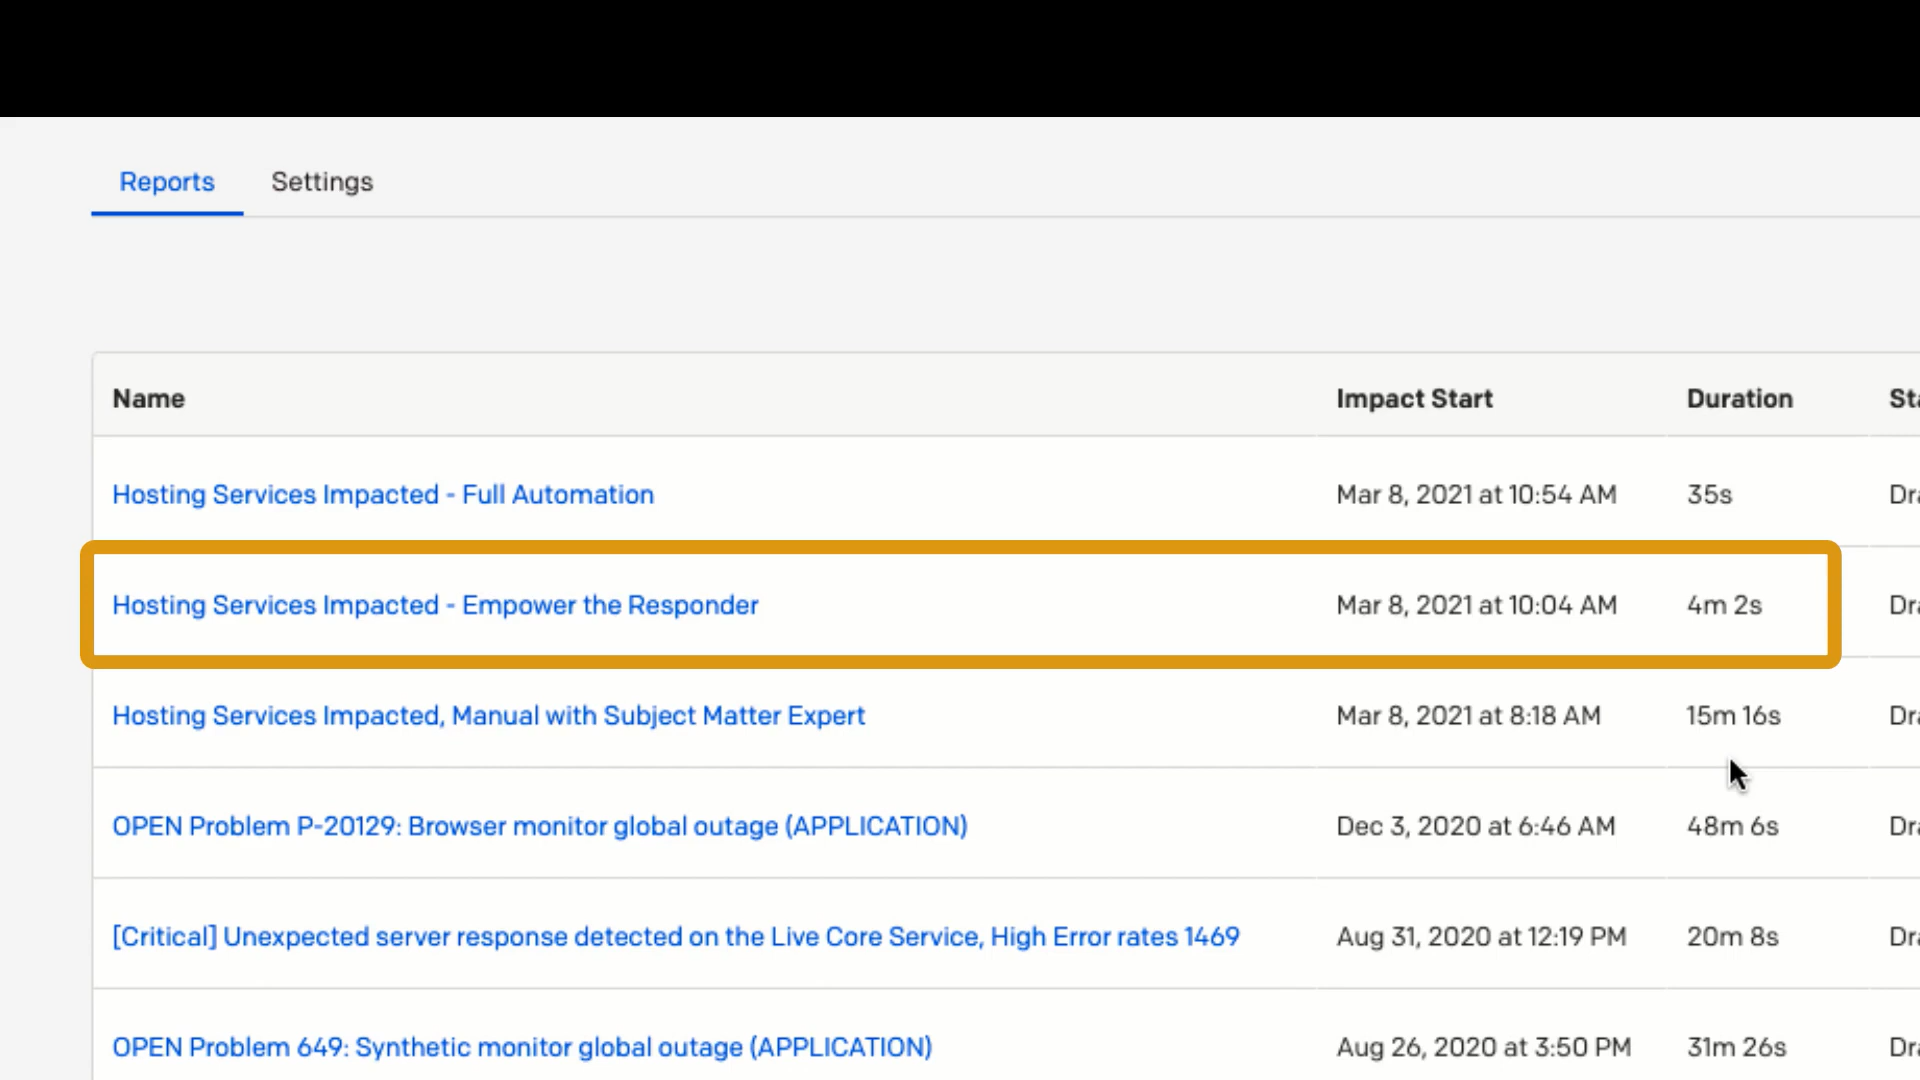 Reports Settings
Name Impact Start Duration
Hosting Services Impacted - Full Automation Mar 8, 2021 at 10:54 AM 35s
Hosting Services Impacted - Empower the Responder Mar 8, 2021 at 10:04 AM 4m 2s
Hosting Services Impacted, Manual with Subject Matter Expert Mar 8, 2021 at 8:18 AM 15m 16s
OPEN Problem P-20129: Browser monitor global outage (APPLICATION) Dec 3, 2020 at 6:46 AM 48m 6s
[Critical] Unexpected server response detected on the Live Core Service, High Error rates 1469 Aug 31, 2020 at 12:19 PM 20m 8s
OPEN Problem 649: Synthetic monitor global outage (APPLICATION) Aug 26, 2020 at 3:50 PM 31m 26s